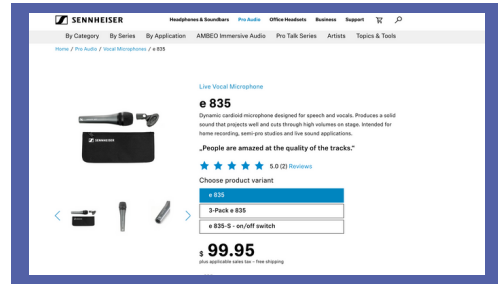 SENNHEISER
Headphones & Soundbars Pro Audio Office Headsets Business Support
By Category By Series By Application AMBEO Immersive Audio Pro Talk Series Artists Topics & Tools
Home / Pro Audio / Vocal Microphones / e 835
Live Vocal Microphone
e 835
Dynamic cardioid microphone designed for speech and vocals. Produces a solid
sound that projects well and cuts through high volumes on stage. Intended for
home recording, semi-pro studios and live sound applications.
„People are amazed at the quality of the tracks."
5.0 (2) Reviews
Choose product variant
e 835
3-Pack e 835
e 835-S - on/off switch
$ 99.95
plus applicable sales tax – free shipping
SENNHEISER